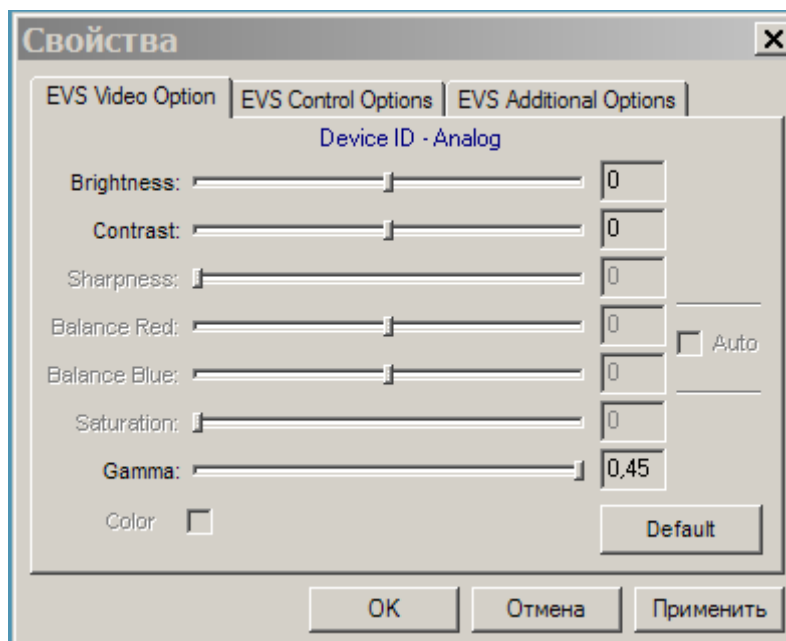 Свойства
EVS Video Option EVS Control Options EVS Additional Options
Device ID - Analog
Brightness: 0
Contrast: 0
Sharpness: 0
Balance Red: 0
Auto
Balance Blue: 0
Saturation: 0
Gamma: 0,45
Color
Default
OK Отмена Применить